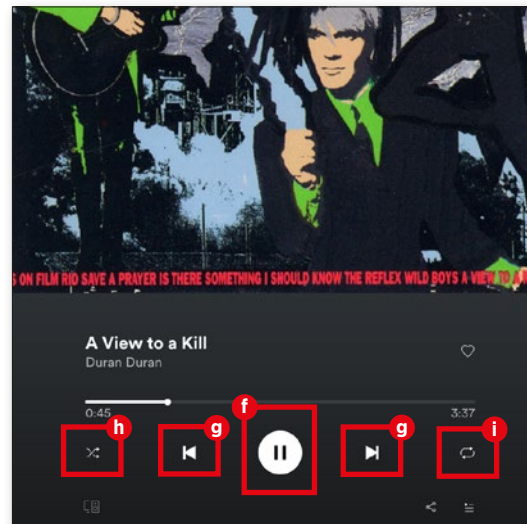 S ON FILM RIO SAVE A PRAYER IS THERE SOMETHING I SHOULD KNOW THE REFLEX WILD BOYS A VIEW TO A
A View to a Kill
Duran Duran
0:45
3:37
f
h
g
g
i